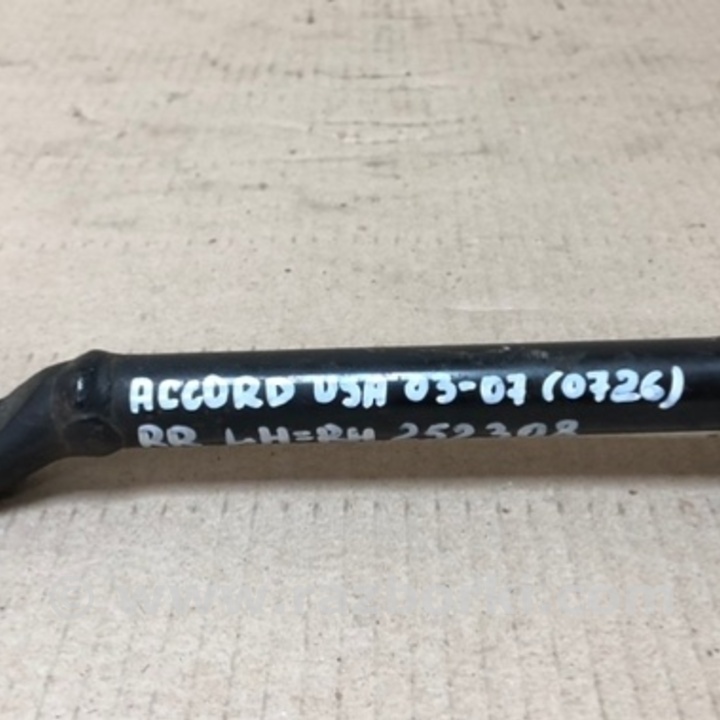 ACCORD USA 03-07 (0726)
RR LH=RH 252308